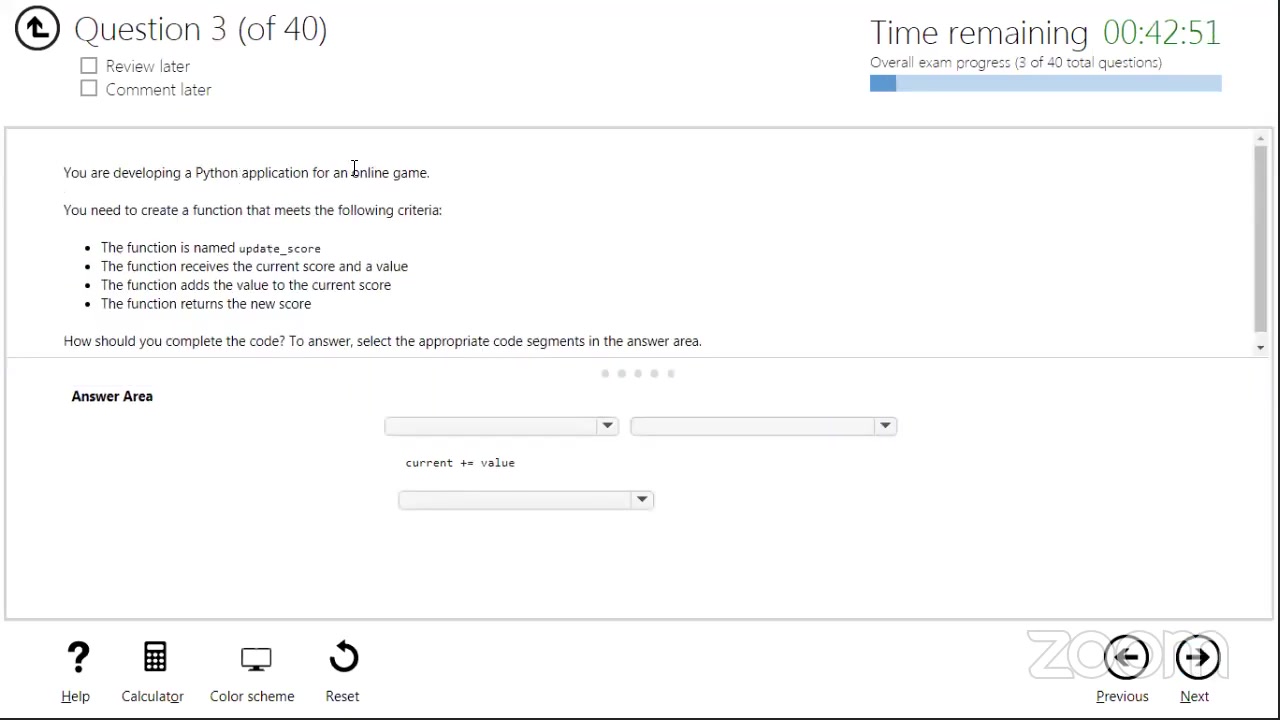 Question 3 (of 40)
Review later
Comment later
Time remaining 00:42:51
Overall exam progress (3 of 40 total questions)
You are developing a Python application for an online game.
You need to create a function that meets the following criteria:
• The function is named update_score
• The function receives the current score and a value
• The function adds the value to the current score
• The function returns the new score
How should you complete the code? To answer, select the appropriate code segments in the answer area.
Answer Area
current += value
Help
Calculator
Color scheme
Reset
zoom
Previous
Next